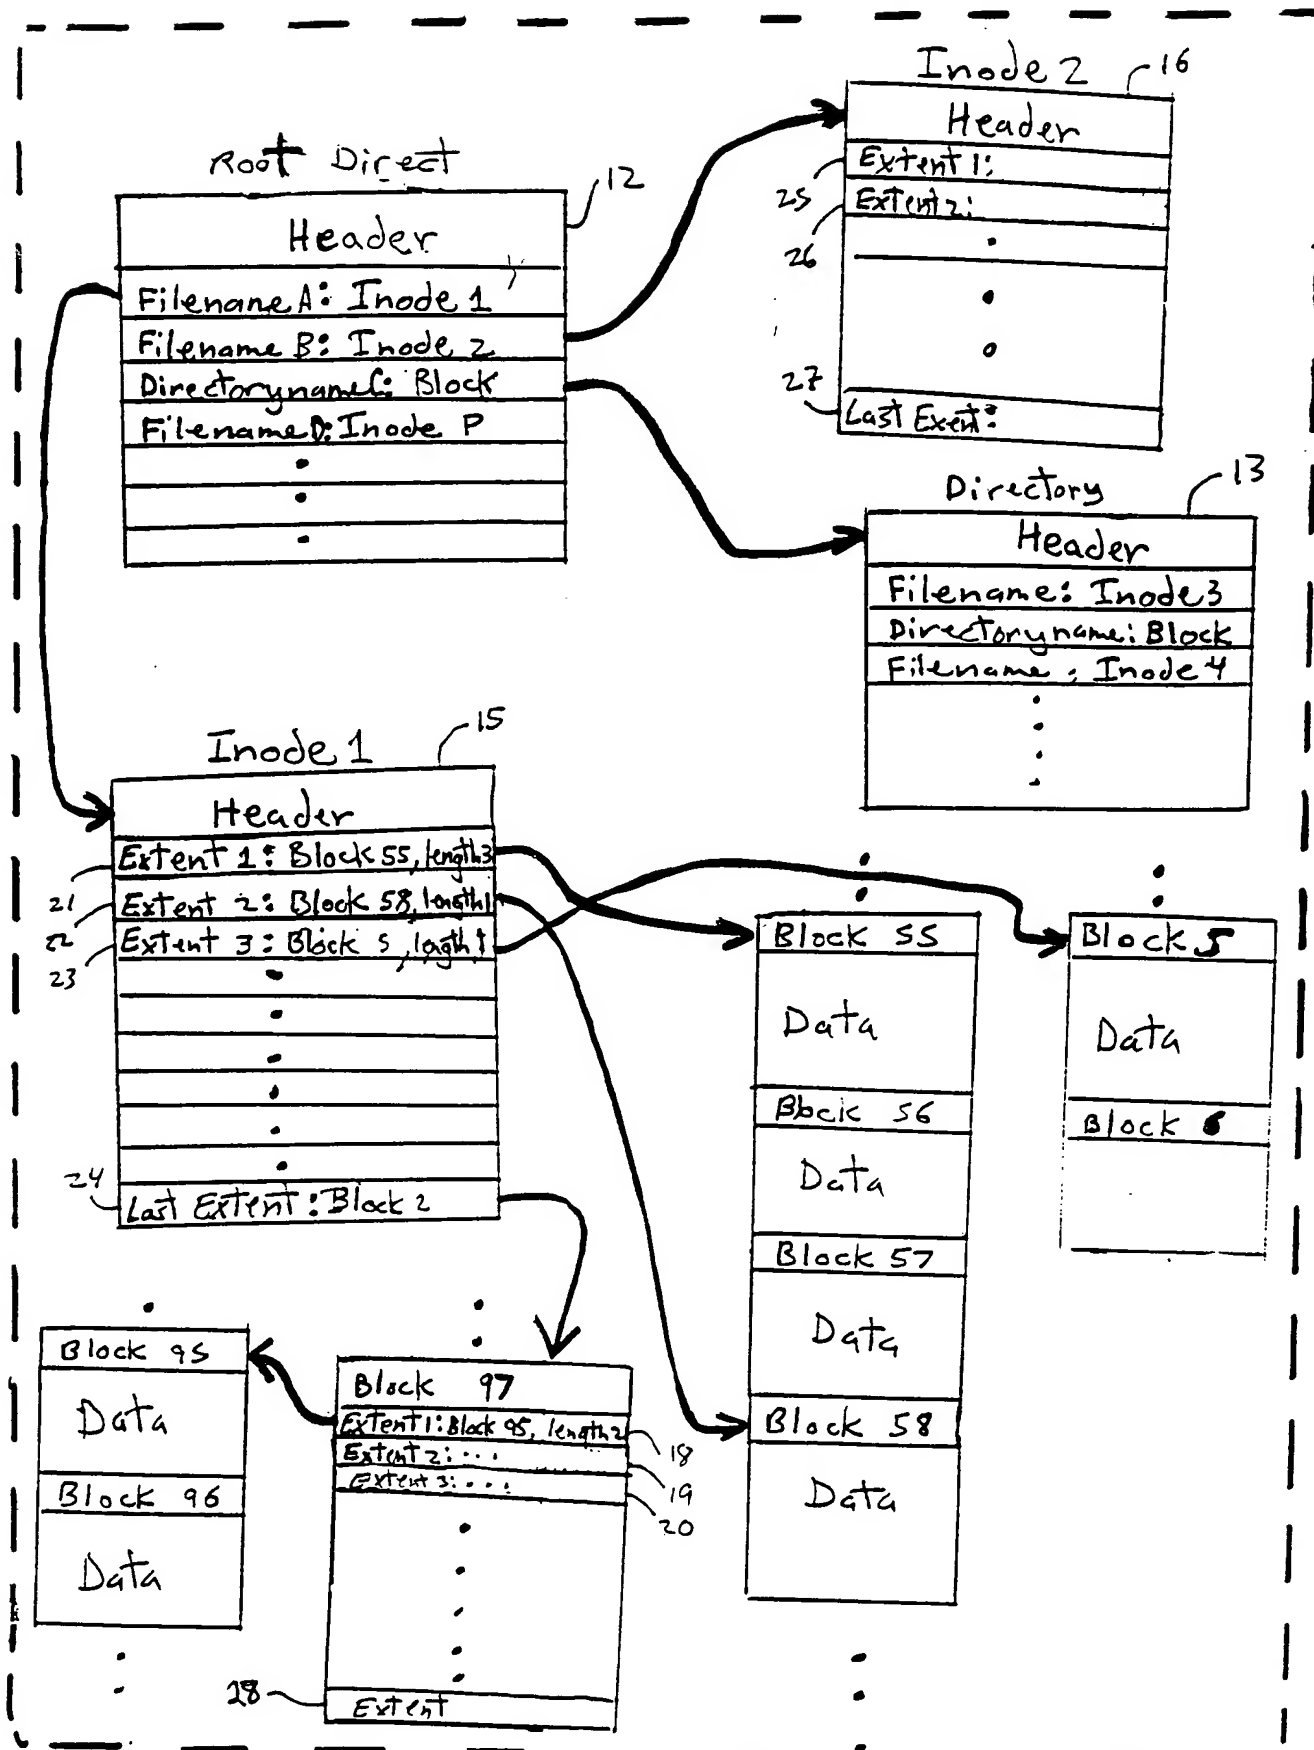 Inode 2
16
Header
Extent 1:
25
Extent 2:
26
27
Last Exent:
Root Direct
12
Header
Filename A: Inode 1
Filename B: Inode 2
Directoryname C: Block
Filename D: Inode P
Directory
13
Header
Filename: Inode 3
Directoryname: Block
Filename: Inode 4
Inode 1
15
Header
Extent 1: Block 55, length 3
21
Extent 2: Block 58, length 1
22
Extent 3: Block 5, length 1
23
24
Last Extent: Block 2
Block 55
Data
Block 56
Data
Block 57
Data
Block 58
Data
Block 5
Data
Block 6
Block 95
Data
Block 96
Data
Block 97
Extent 1: Block 95, length 2
18
Extent 2: ...
19
Extent 3: ...
20
28
Extent